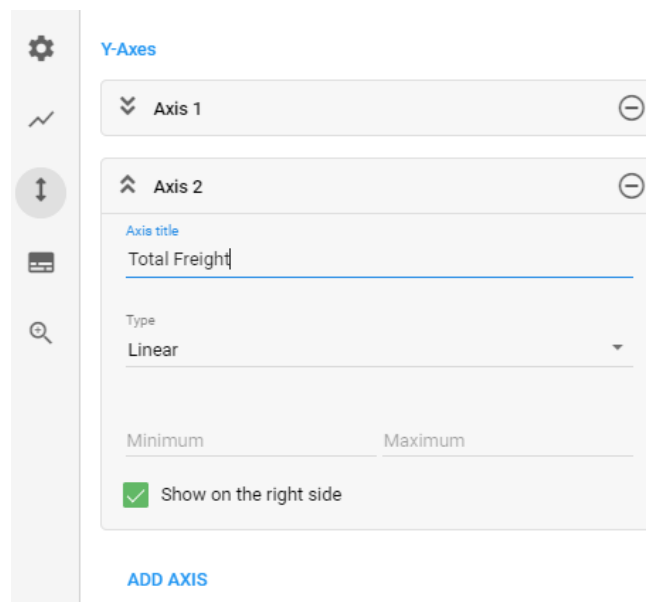 Y-Axes
Axis 1
Axis 2
Axis title
Total Freight
Type
Linear
Minimum Maximum
Show on the right side
ADD AXIS